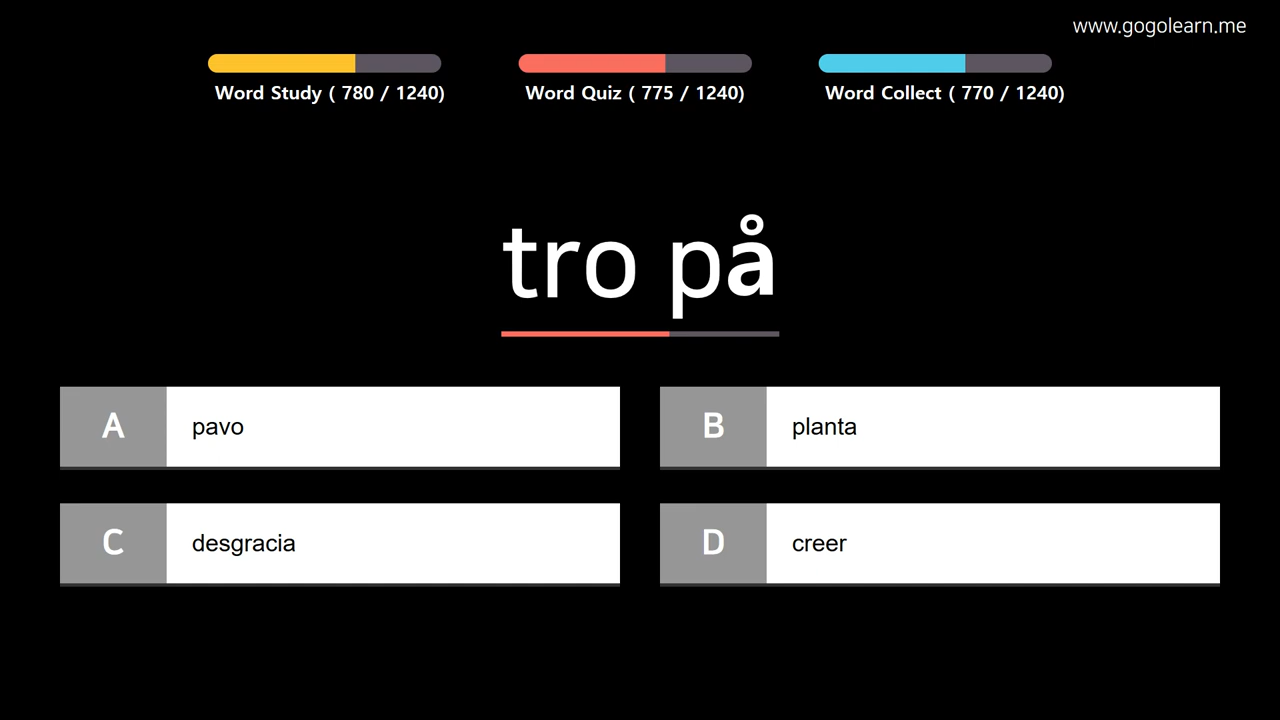 www.gogolearn.me
Word Study ( 780 / 1240)
Word Quiz ( 775 / 1240)
Word Collect ( 770 / 1240)
tro på
A pavo
B planta
C desgracia
D creer